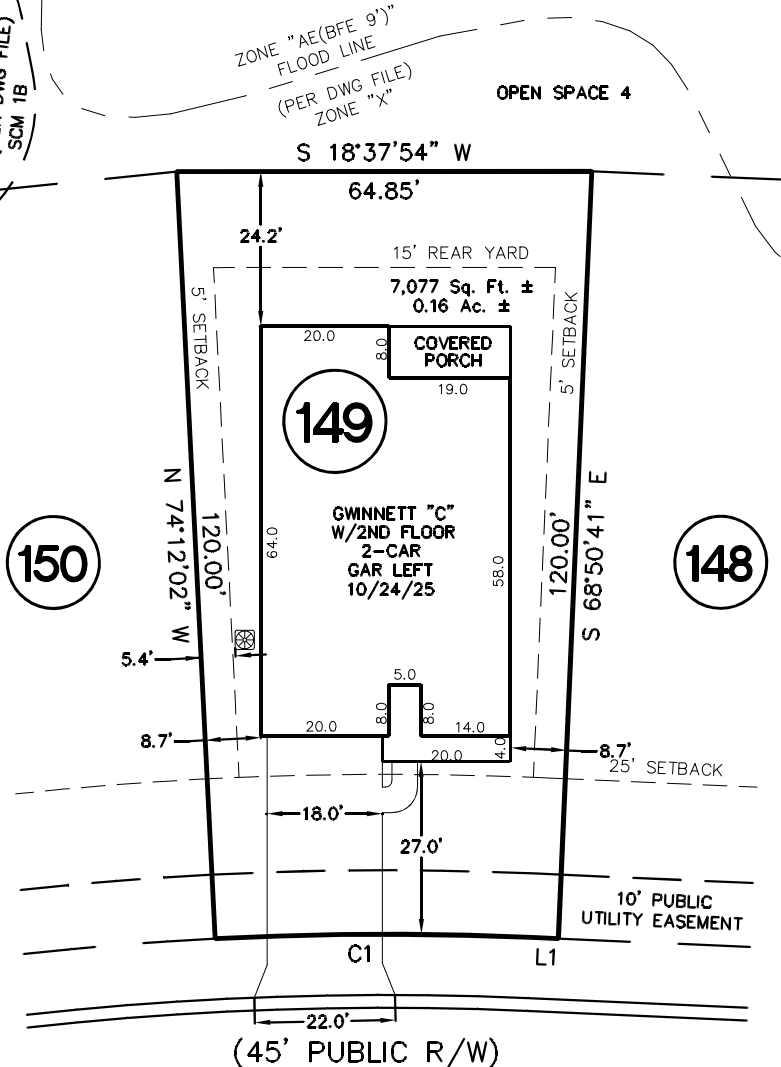 ZONE "AE(BFE 9')"
FLOOD LINE
(PER DWG FILE)
ZONE "X"
DWG FILE)
SCM 1B
OPEN SPACE 4
S 18°37'54" W
64.85'
24.2'
15' REAR YARD
7,077 Sq. Ft. ±
0.16 Ac. ±
5' SETBACK
5' SETBACK
20.0
8.0
COVERED
PORCH
19.0
149
N 74°12'02" W
120.00'
64.0
GWINNETT "C"
W/2ND FLOOR
2-CAR
GAR LEFT
10/24/25
58.0
120.00'
S 68°50'41" E
150
148
5.4'
5.0
8.0
8.0
20.0
14.0
8.7'
20.0
4.0
8.7'
25' SETBACK
18.0'
27.0'
10' PUBLIC
UTILITY EASEMENT
C1
L1
22.0'
(45' PUBLIC R/W)